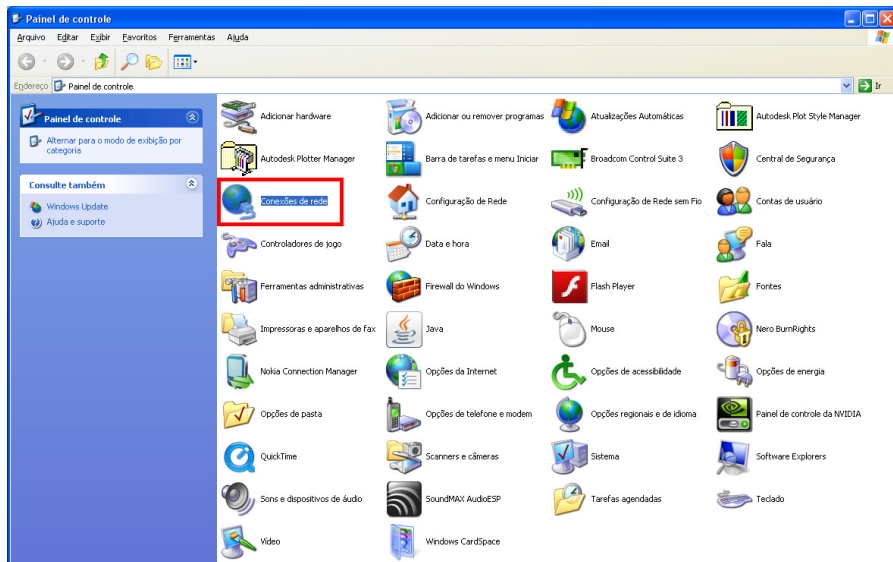 Painel de controle
Arquivo Editar Exibir Favoritos Ferramentas Ajuda
Endereço Painel de controle Ir
Painel de controle
Alternar para o modo de exibição por
categoria
Consulte também
Windows Update
Ajuda e suporte
Adicionar hardware Adicionar ou remover programas Atualizações Automáticas Autodesk Plot Style Manager
Autodesk Plotter Manager Barra de tarefas e menu Iniciar Broadcom Control Suite 3 Central de Segurança
Conexões de rede Configuração de Rede Configuração de Rede sem Fio Contas de usuário
Controladores de jogo Data e hora Email Fala
Ferramentas administrativas Firewall do Windows Flash Player Fontes
Impressoras e aparelhos de fax Java Mouse Nero BurnRights
Nokia Connection Manager Opções da Internet Opções de acessibilidade Opções de energia
Opções de pasta Opções de telefone e modem Opções regionais e de idioma Painel de controle da NVIDIA
QuickTime Scanners e câmeras Sistema Software Explorers
Sons e dispositivos de áudio SoundMAX AudioESP Tarefas agendadas Teclado
Vídeo Windows CardSpace